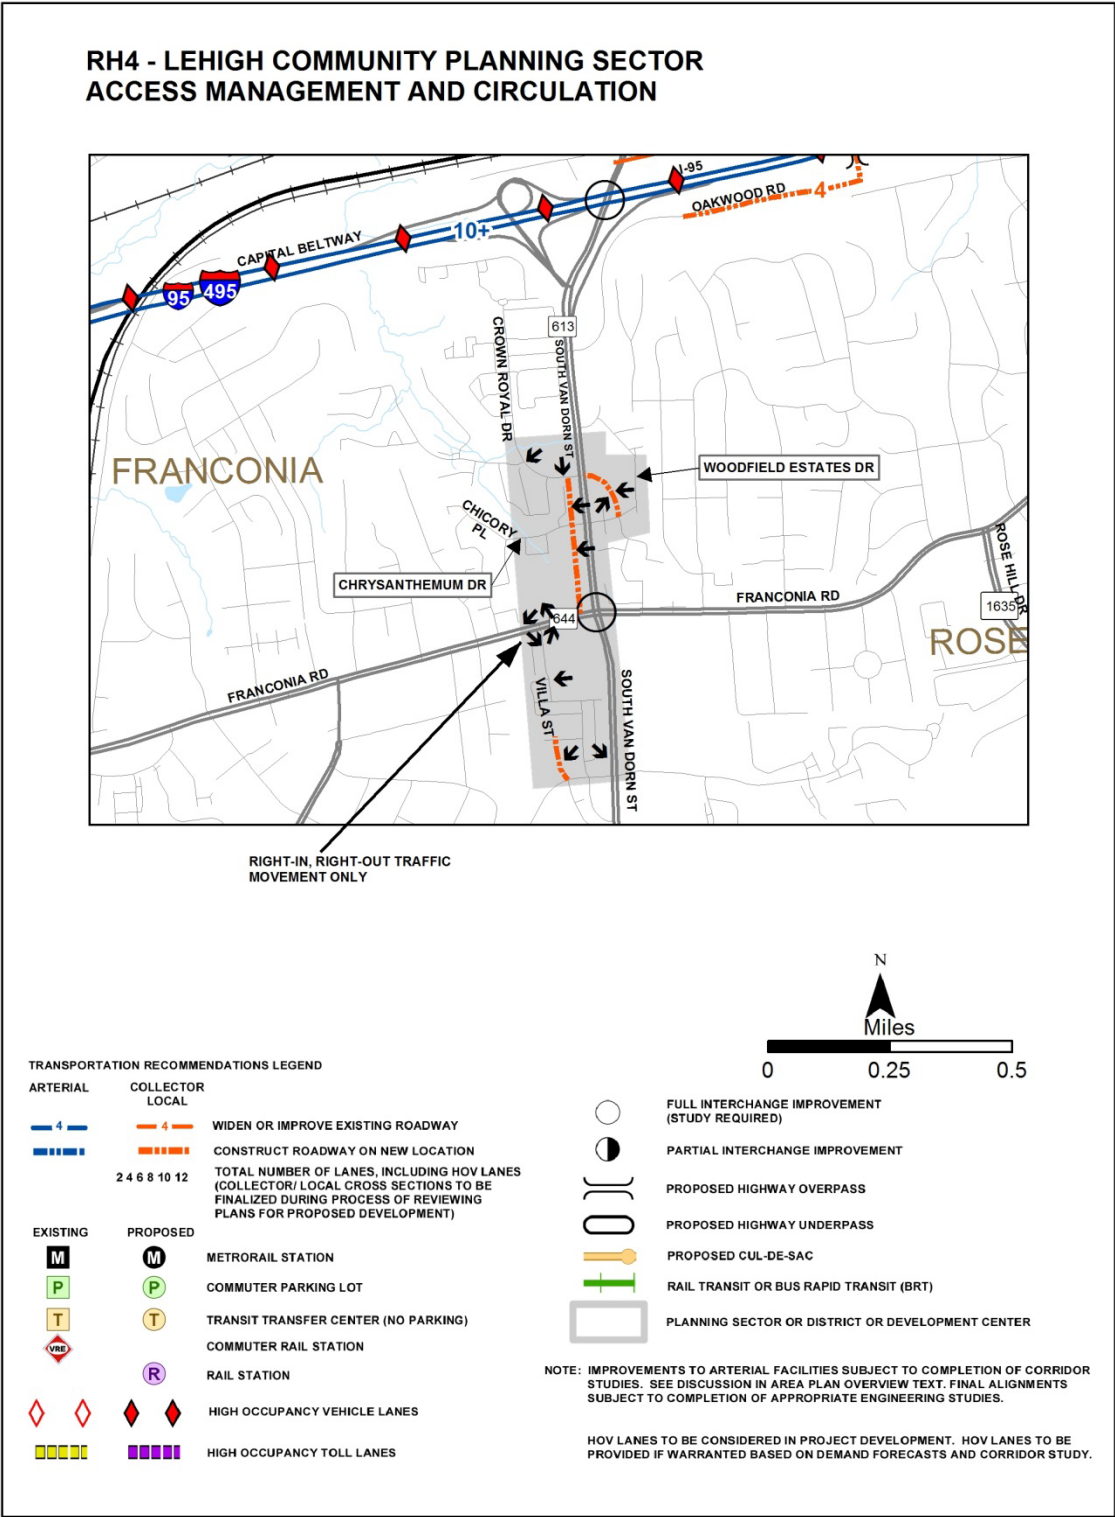 RH4 - LEHIGH COMMUNITY PLANNING SECTOR
ACCESS MANAGEMENT AND CIRCULATION
I-95
OAKWOOD RD
4
10+
CAPITAL BELTWAY
95
495
613
CROWN ROYAL DR
SOUTH VAN DORN ST
FRANCONIA
WOODFIELD ESTATES DR
CHICORY
PL
CHRYSANTHEMUM DR
ROSE HILL DR
FRANCONIA RD
1635
644
ROSE
FRANCONIA RD
VILLA ST
SOUTH VAN DORN ST
RIGHT-IN, RIGHT-OUT TRAFFIC
MOVEMENT ONLY
N
Miles
0 0.25 0.5
TRANSPORTATION RECOMMENDATIONS LEGEND
ARTERIAL COLLECTOR
LOCAL
4 4 WIDEN OR IMPROVE EXISTING ROADWAY
CONSTRUCT ROADWAY ON NEW LOCATION
2 4 6 8 10 12 TOTAL NUMBER OF LANES, INCLUDING HOV LANES
(COLLECTOR/ LOCAL CROSS SECTIONS TO BE
FINALIZED DURING PROCESS OF REVIEWING
PLANS FOR PROPOSED DEVELOPMENT)
EXISTING PROPOSED
M M METRORAIL STATION
P P COMMUTER PARKING LOT
T T TRANSIT TRANSFER CENTER (NO PARKING)
VRE COMMUTER RAIL STATION
R RAIL STATION
HIGH OCCUPANCY VEHICLE LANES
HIGH OCCUPANCY TOLL LANES
FULL INTERCHANGE IMPROVEMENT
(STUDY REQUIRED)
PARTIAL INTERCHANGE IMPROVEMENT
PROPOSED HIGHWAY OVERPASS
PROPOSED HIGHWAY UNDERPASS
PROPOSED CUL-DE-SAC
RAIL TRANSIT OR BUS RAPID TRANSIT (BRT)
PLANNING SECTOR OR DISTRICT OR DEVELOPMENT CENTER
NOTE: IMPROVEMENTS TO ARTERIAL FACILITIES SUBJECT TO COMPLETION OF CORRIDOR
STUDIES. SEE DISCUSSION IN AREA PLAN OVERVIEW TEXT. FINAL ALIGNMENTS
SUBJECT TO COMPLETION OF APPROPRIATE ENGINEERING STUDIES.
HOV LANES TO BE CONSIDERED IN PROJECT DEVELOPMENT. HOV LANES TO BE
PROVIDED IF WARRANTED BASED ON DEMAND FORECASTS AND CORRIDOR STUDY.